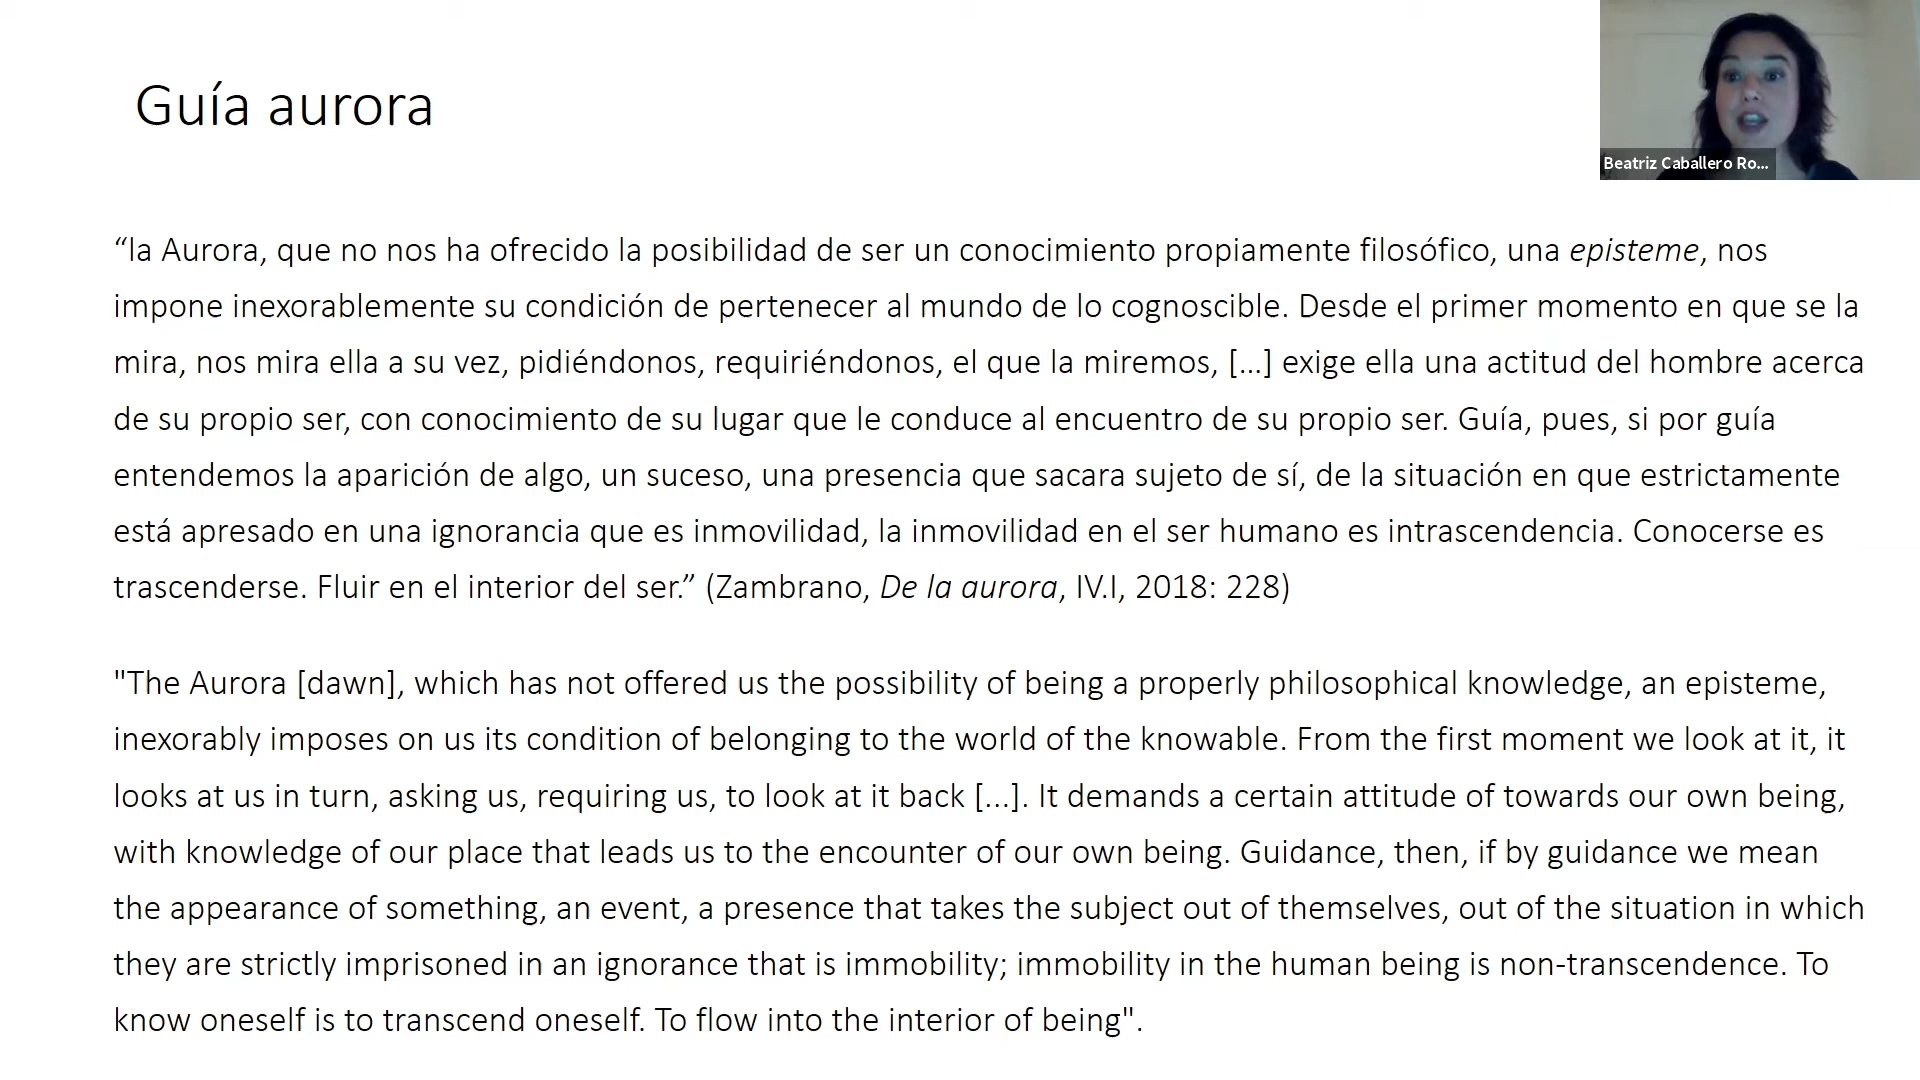 Guía aurora
Beatriz Caballero Ro...
“la Aurora, que no nos ha ofrecido la posibilidad de ser un conocimiento propiamente filosófico, una episteme, nos
impone inexorablemente su condición de pertenecer al mundo de lo cognoscible. Desde el primer momento en que se la
mira, nos mira ella a su vez, pidiéndonos, requiriéndonos, el que la miremos, [...] exige ella una actitud del hombre acerca
de su propio ser, con conocimiento de su lugar que le conduce al encuentro de su propio ser. Guía, pues, si por guía
entendemos la aparición de algo, un suceso, una presencia que sacara sujeto de sí, de la situación en que estrictamente
está apresado en una ignorancia que es inmovilidad, la inmovilidad en el ser humano es intrascendencia. Conocerse es
trascenderse. Fluir en el interior del ser.” (Zambrano, De la aurora, IV.I, 2018: 228)
"The Aurora [dawn], which has not offered us the possibility of being a properly philosophical knowledge, an episteme,
inexorably imposes on us its condition of belonging to the world of the knowable. From the first moment we look at it, it
looks at us in turn, asking us, requiring us, to look at it back [...]. It demands a certain attitude of towards our own being,
with knowledge of our place that leads us to the encounter of our own being. Guidance, then, if by guidance we mean
the appearance of something, an event, a presence that takes the subject out of themselves, out of the situation in which
they are strictly imprisoned in an ignorance that is immobility; immobility in the human being is non-transcendence. To
know oneself is to transcend oneself. To flow into the interior of being".